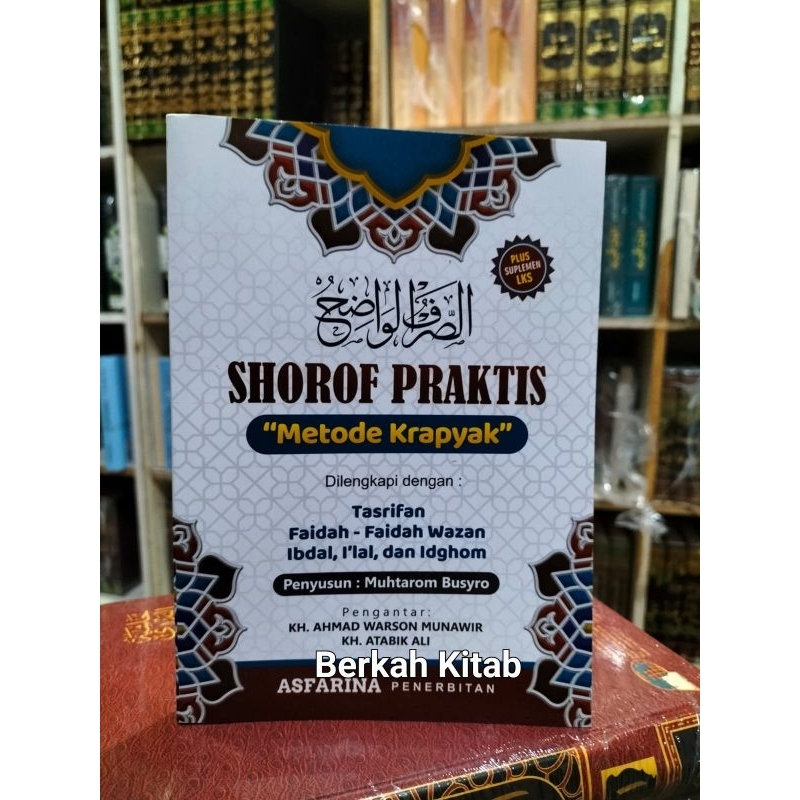 PLUS
SUPLEMEN
LKS
الصرف الواضح
SHOROF PRAKTIS
“Metode Krapyak”
Dilengkapi dengan :
Tasrifan
Faidah - Faidah Wazan
Ibdal, I’lal, dan Idghom
Penyusun : Muhtarom Busyro
Pengantar:
KH. AHMAD WARSON MUNAWIR
KH. ATABIK ALI
Berkah Kitab
ASFARINA PENERBITAN